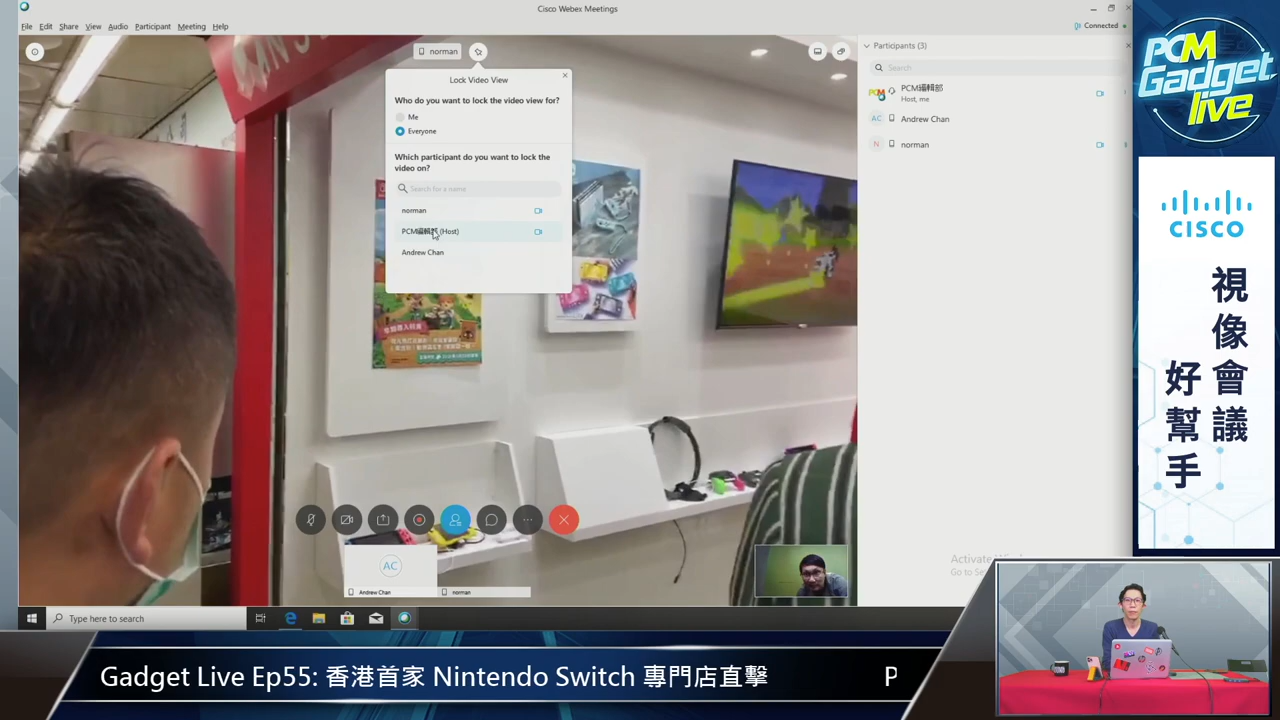 Cisco Webex Meetings
File Edit Share View Audio Participant Meeting Help
Connected
norman
Lock Video View
Who do you want to lock the video view for?
Me
Everyone
Which participant do you want to lock the
video on?
Search for a name
norman
PCM編輯部 (Host)
Andrew Chan
Participants (3)
Search
PCM編輯部
Host, me
AC Andrew Chan
N norman
AC
Andrew Chan
norman
Type here to search
PCM
Gadget
live
CISCO
視像會議
好幫手
Gadget Live Ep55: 香港首家 Nintendo Switch 專門店直擊
P